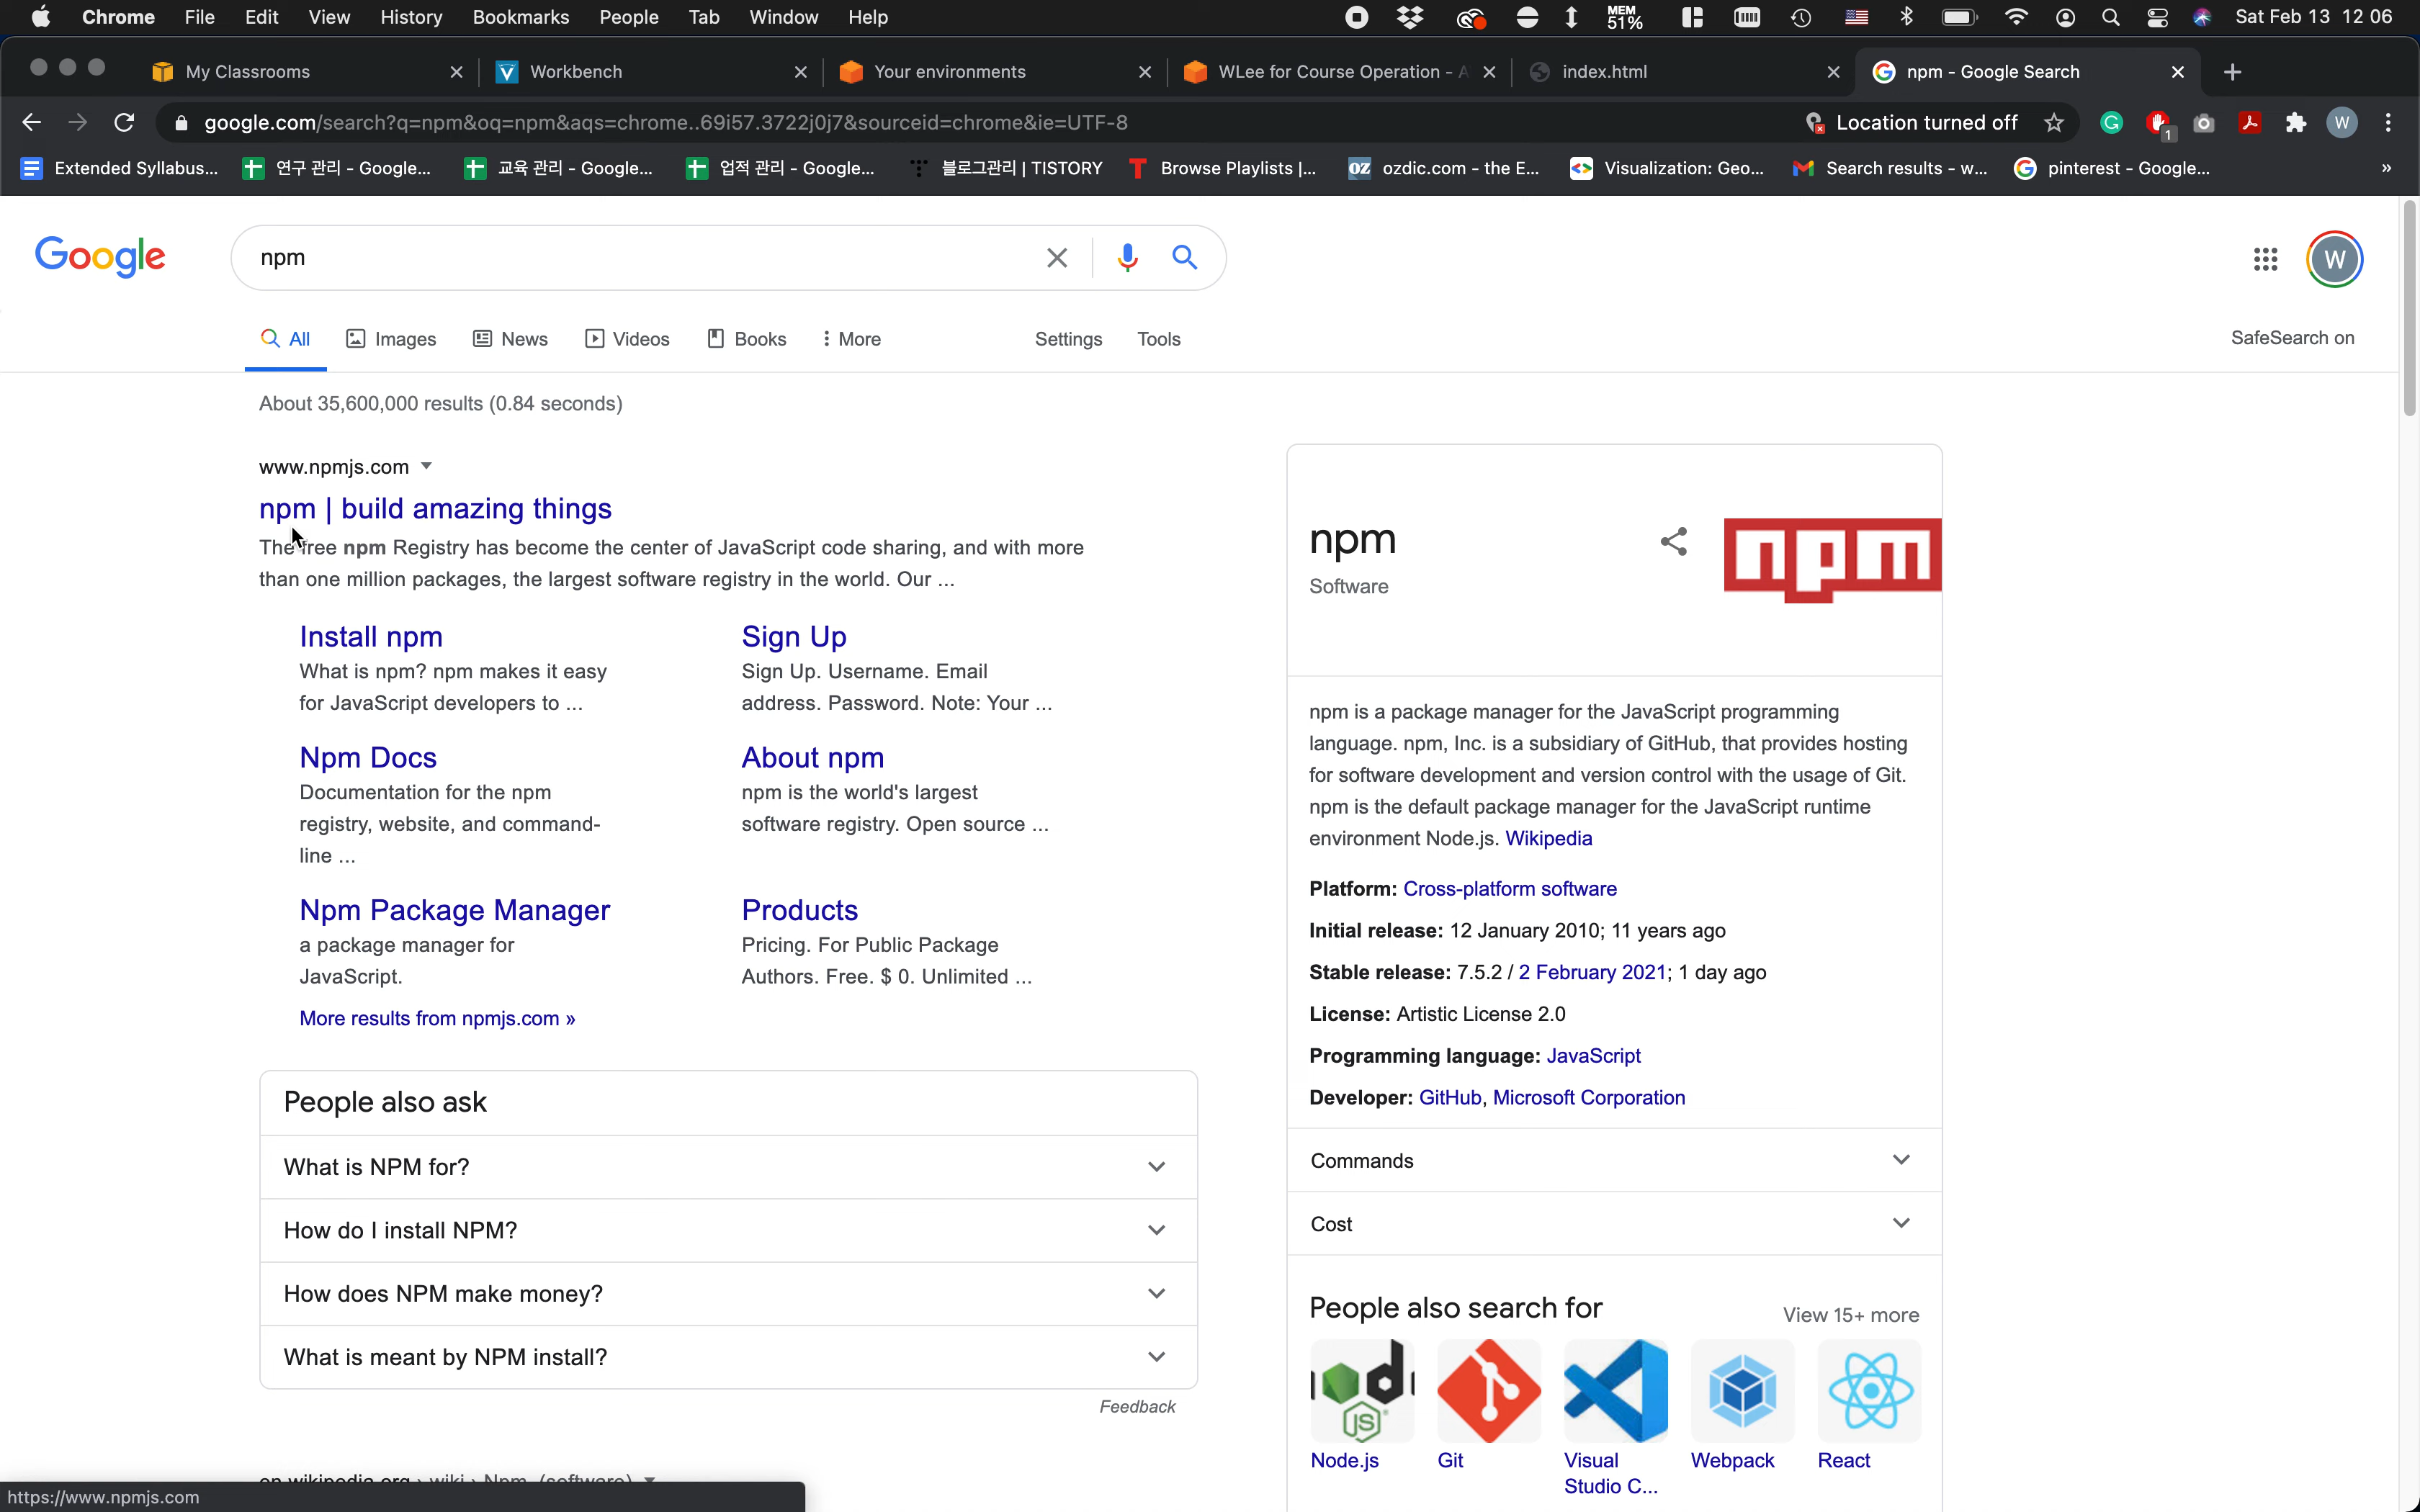 Chrome File Edit View History Bookmarks People Tab Window Help MEM 51% Sat Feb 13 12 06
My Classrooms Workbench Your environments WLee for Course Operation - A index.html npm - Google Search
google.com/search?q=npm&oq=npm&aqs=chrome..69i57.3722j0j7&sourceid=chrome&ie=UTF-8 Location turned off 1 W
Extended Syllabus... 연구 관리 - Google... 교육 관리 - Google... 업적 관리 - Google... 블로그관리 | TISTORY Browse Playlists |... OZ ozdic.com - the E... Visualization: Geo... Search results - w... pinterest - Google... »
Google npm W
All Images News Videos Books More Settings Tools SafeSearch on
About 35,600,000 results (0.84 seconds)
www.npmjs.com
npm | build amazing things
The free npm Registry has become the center of JavaScript code sharing, and with more
than one million packages, the largest software registry in the world. Our ...
Install npm
What is npm? npm makes it easy
for JavaScript developers to ...
Sign Up
Sign Up. Username. Email
address. Password. Note: Your ...
Npm Docs
Documentation for the npm
registry, website, and command-
line ...
About npm
npm is the world's largest
software registry. Open source ...
Npm Package Manager
a package manager for
JavaScript.
Products
Pricing. For Public Package
Authors. Free. $ 0. Unlimited ...
More results from npmjs.com »
People also ask
What is NPM for?
How do I install NPM?
How does NPM make money?
What is meant by NPM install?
Feedback
en.wikipedia.org › wiki › Npm_(software)
https://www.npmjs.com
npm
Software
npm
npm is a package manager for the JavaScript programming
language. npm, Inc. is a subsidiary of GitHub, that provides hosting
for software development and version control with the usage of Git.
npm is the default package manager for the JavaScript runtime
environment Node.js. Wikipedia
Platform: Cross-platform software
Initial release: 12 January 2010; 11 years ago
Stable release: 7.5.2 / 2 February 2021; 1 day ago
License: Artistic License 2.0
Programming language: JavaScript
Developer: GitHub, Microsoft Corporation
Commands
Cost
People also search for
View 15+ more
Node.js Git Visual Studio C... Webpack React